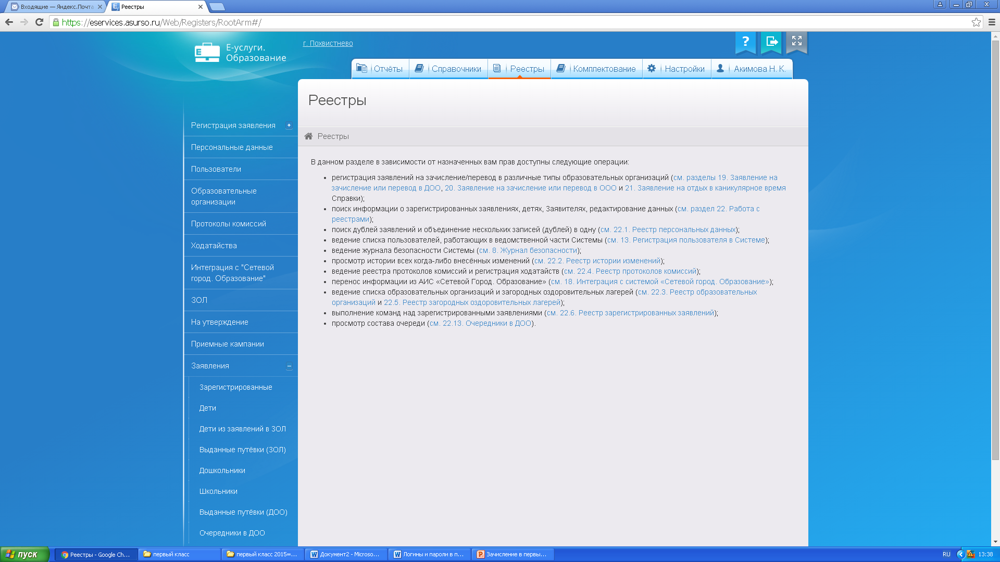 Входящие — Яндекс.Почта
Реестры
https://eservices.asurso.ru/Web/Registers/RootArm#/
Е-услуги.
Образование
г. Похвистнево
?
Отчёты
Справочники
Реестры
Комплектование
Настройки
Акимова Н. К.
Реестры
Реестры
Регистрация заявления
Персональные данные
Пользователи
Образовательные
организации
Протоколы комиссий
Ходатайства
Интеграция с "Сетевой
город. Образование"
ЗОЛ
На утверждение
Приемные кампании
Заявления
Зарегистрированные
Дети
Дети из заявлений в ЗОЛ
Выданные путёвки (ЗОЛ)
Дошкольники
Школьники
Выданные путёвки (ДОО)
Очередники в ДОО
В данном разделе в зависимости от назначенных вам прав доступны следующие операции:
• регистрация заявлений на зачисление/перевод в различные типы образовательных организаций (см. разделы 19. Заявление на
зачисление или перевод в ДОО, 20. Заявление на зачисление или перевод в ООО и 21. Заявление на отдых в каникулярное время
Справки);
• поиск информации о зарегистрированных заявлениях, детях, Заявителях, редактирование данных (см. раздел 22. Работа с
реестрами);
• поиск дублей заявлений и объединение нескольких записей (дублей) в одну (см. 22.1. Реестр персональных данных);
• ведение списка пользователей, работающих в ведомственной части Системы (см. 13. Регистрация пользователя в Системе);
• ведение журнала безопасности Системы (см. 8. Журнал безопасности);
• просмотр истории всех когда-либо внесённых изменений (см. 22.2. Реестр истории изменений);
• ведение реестра протоколов комиссий и регистрация ходатайств (см. 22.4. Реестр протоколов комиссий);
• перенос информации из АИС «Сетевой Город. Образование» (см. 18. Интеграция с системой «Сетевой город. Образование»);
• ведение списка образовательных организаций и загородных оздоровительных лагерей (см. 22.3. Реестр образовательных
организаций и 22.5. Реестр загородных оздоровительных лагерей);
• выполнение команд над зарегистрированными заявлениями (см. 22.6. Реестр зарегистрированных заявлений);
• просмотр состава очереди (см. 22.13. Очередники в ДОО).
пуск
Реестры - Google Ch...
первый класс
первый класс 2015=...
Документ2 - Microso...
Логины и пароли в п...
Зачисление в первы...
RU
13:38